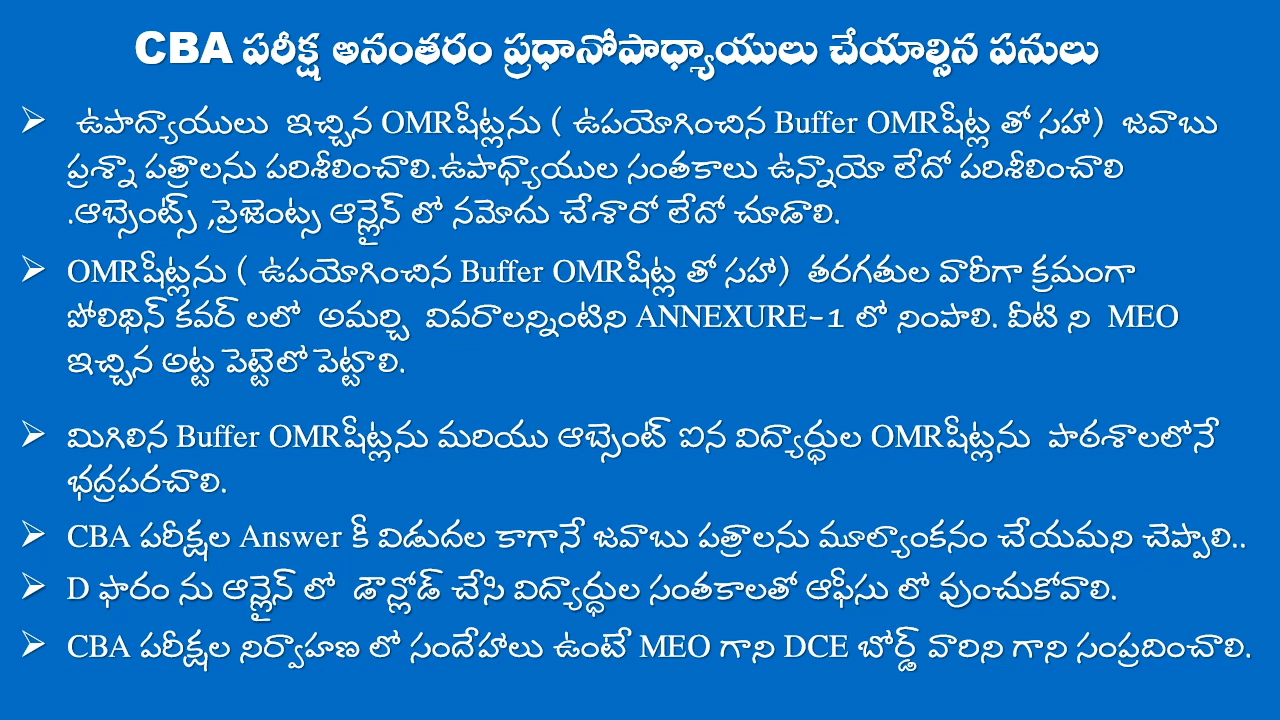 CBA పరీక్ష అనంతరం ప్రధానోపాధ్యాయులు చేయాల్సిన పనులు
➢ ఉపాద్యాయులు ఇచ్చిన OMRషీట్లను ( ఉపయోగించిన Buffer OMRషీట్ల తో సహా) జవాబు
ప్రశ్నా పత్రాలను పరిశీలించాలి.ఉపాధ్యాయుల సంతకాలు ఉన్నాయో లేదో పరిశీలించాలి
.ఆబ్సెంట్స్ ,ప్రెజెంట్స ఆన్లైన్ లో నమోదు చేశారో లేదో చూడాలి.
➢ OMRషీట్లను ( ఉపయోగించిన Buffer OMRషీట్ల తో సహా) తరగతుల వారీగా క్రమంగా
పోలిథిన్ కవర్ లలో అమర్చి వివరాలన్నింటిని ANNEXURE-1 లో నింపాలి. వీటి ని MEO
ఇచ్చిన అట్ట పెట్టెలో పెట్టాలి.
➢ మిగిలిన Buffer OMRషీట్లను మరియు ఆబ్సెంట్ ఐన విద్యార్ధుల OMRషీట్లను పాఠశాలలోనే
భద్రపరచాలి.
➢ CBA పరీక్షల Answer కీ విడుదల కాగానే జవాబు పత్రాలను మూల్యాంకనం చేయమని చెప్పాలి..
➢ D ఫారం ను ఆన్లైన్ లో డౌన్లోడ్ చేసి విద్యార్ధుల సంతకాలతో ఆఫీసు లో వుంచుకోవాలి.
➢ CBA పరీక్షల నిర్వాహణ లో సందేహాలు ఉంటే MEO గాని DCE బోర్డ్ వారిని గాని సంప్రదించాలి.